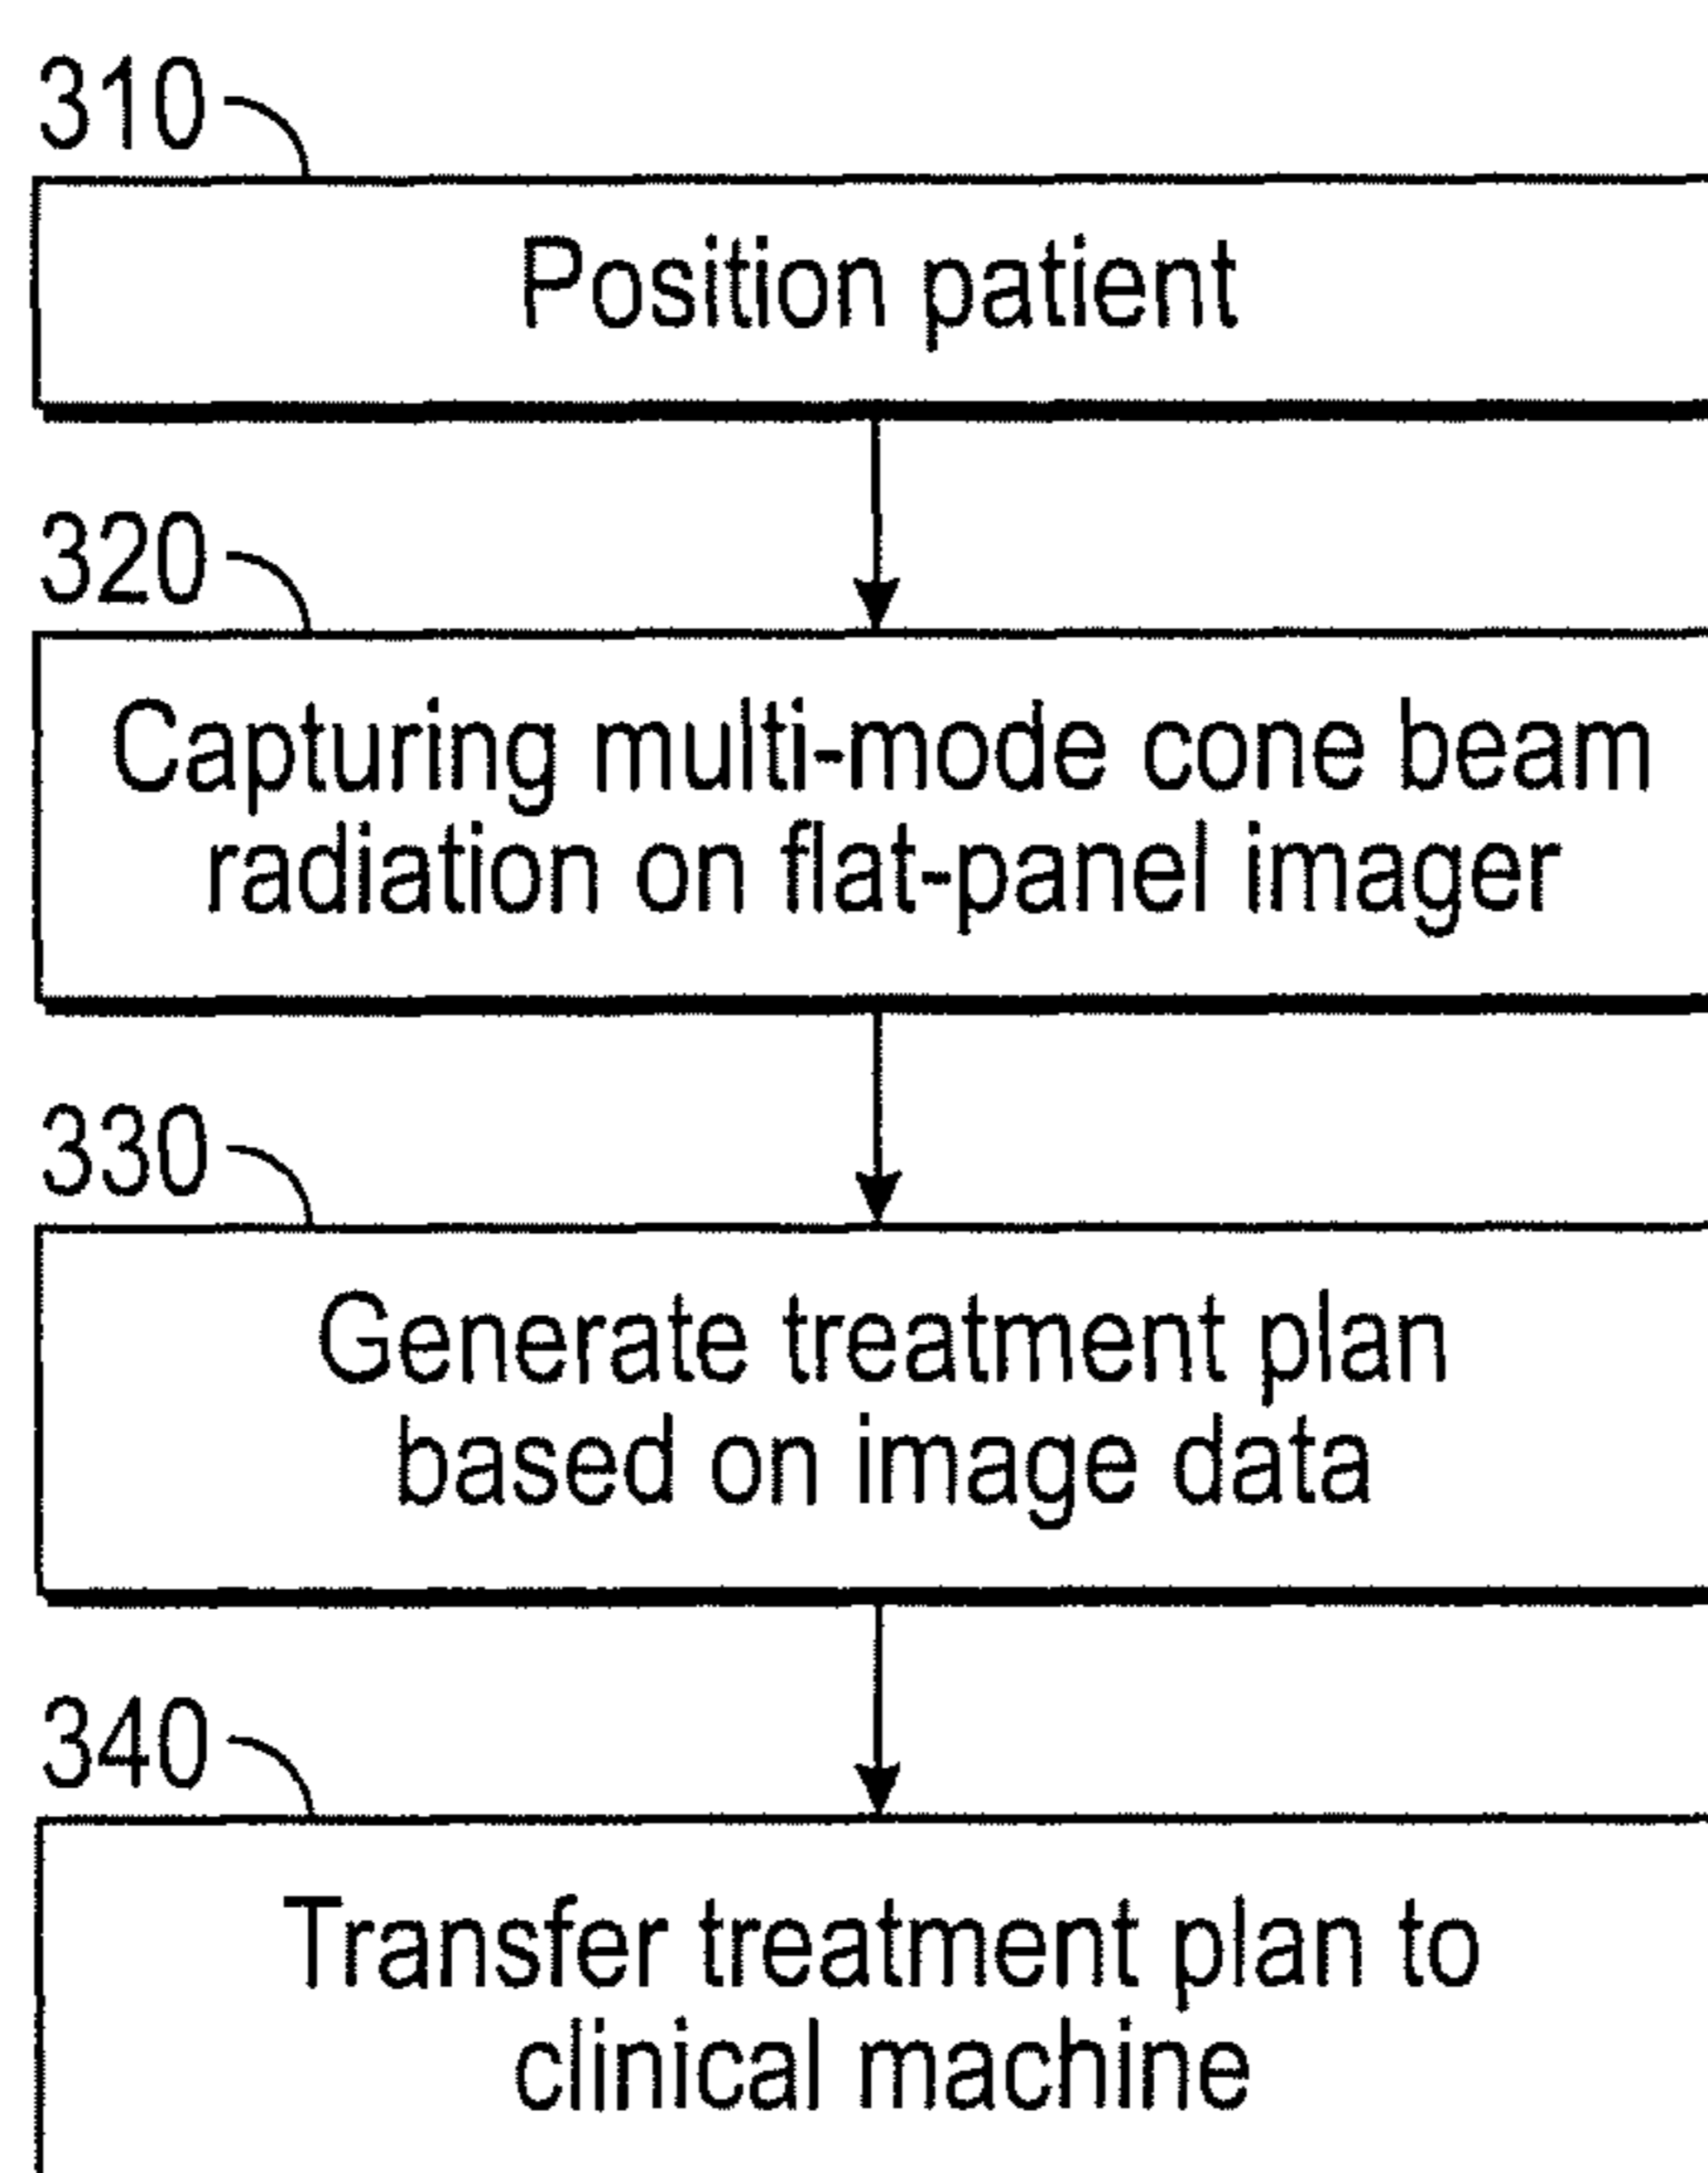 310
Position patient
320
Capturing multi-mode cone beam
radiation on flat-panel imager
330
Generate treatment plan
based on image data
340
Transfer treatment plan to
clinical machine